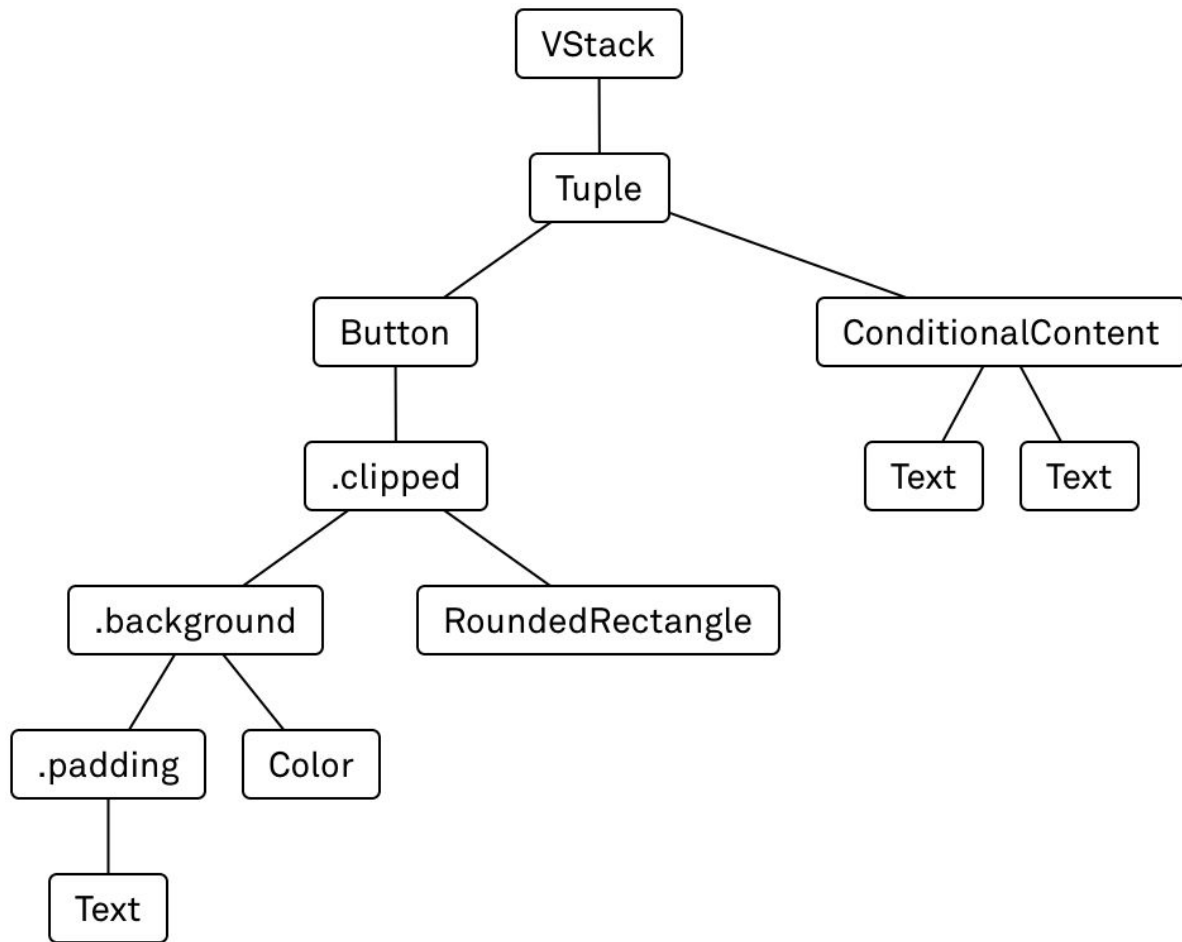 VStack
Tuple
Button
ConditionalContent
.clipped
Text
Text
.background
RoundedRectangle
.padding
Color
Text